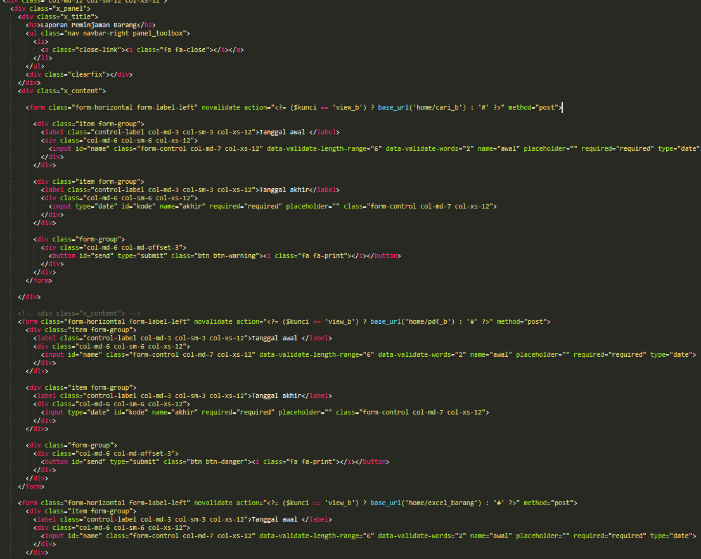 <div class="x_panel">
<div class="x_title">
<h2>Laporan Peminjaman Barang</h2>
<ul class="nav navbar-right panel_toolbox">
<li>
<a class="close-link"><i class="fa fa-close"></i></a>
</li>
</ul>
<div class="clearfix"></div>
</div>
<div class="x_content">
<form class="form-horizontal form-label-left" novalidate action="<?= ($kunci == 'view_b') ? base_url('home/cari_b') : '#' ?>" method="post">
<div class="item form-group">
<label class="control-label col-md-3 col-sm-3 col-xs-12">Tanggal awal </label>
<div class="col-md-6 col-sm-6 col-xs-12">
<input id="name" class="form-control col-md-7 col-xs-12" data-validate-length-range="6" data-validate-words="2" name="awal" placeholder="" required="required" type="date">
</div>
</div>
<div class="item form-group">
<label class="control-label col-md-3 col-sm-3 col-xs-12">Tanggal akhir</label>
<div class="col-md-6 col-sm-6 col-xs-12">
<input type="date" id="kode" name="akhir" required="required" placeholder="" class="form-control col-md-7 col-xs-12">
</div>
</div>
<div class="form-group">
<div class="col-md-6 col-md-offset-3">
<button id="send" type="submit" class="btn btn-warning"><i class="fa fa-print"></i></button>
</div>
</div>
</form>
</div>
<!-- <div class="x_content"> -->
<form class="form-horizontal form-label-left" novalidate action="<?= ($kunci == 'view_b') ? base_url('home/pdf_b') : '#' ?>" method="post">
<div class="item form-group">
<label class="control-label col-md-3 col-sm-3 col-xs-12">Tanggal awal </label>
<div class="col-md-6 col-sm-6 col-xs-12">
<input id="name" class="form-control col-md-7 col-xs-12" data-validate-length-range="6" data-validate-words="2" name="awal" placeholder="" required="required" type="date">
</div>
</div>
<div class="item form-group">
<label class="control-label col-md-3 col-sm-3 col-xs-12">Tanggal akhir</label>
<div class="col-md-6 col-sm-6 col-xs-12">
<input type="date" id="kode" name="akhir" required="required" placeholder="" class="form-control col-md-7 col-xs-12">
</div>
</div>
<div class="form-group">
<div class="col-md-6 col-md-offset-3">
<button id="send" type="submit" class="btn btn-danger"><i class="fa fa-print"></i></button>
</div>
</div>
</form>
<form class="form-horizontal form-label-left" novalidate action="<?= ($kunci == 'view_b') ? base_url('home/excel_barang') : '#' ?>" method="post">
<div class="item form-group">
<label class="control-label col-md-3 col-sm-3 col-xs-12">Tanggal awal </label>
<div class="col-md-6 col-sm-6 col-xs-12">
<input id="name" class="form-control col-md-7 col-xs-12" data-validate-length-range="6" data-validate-words="2" name="awal" placeholder="" required="required" type="date">
</div>
</div>